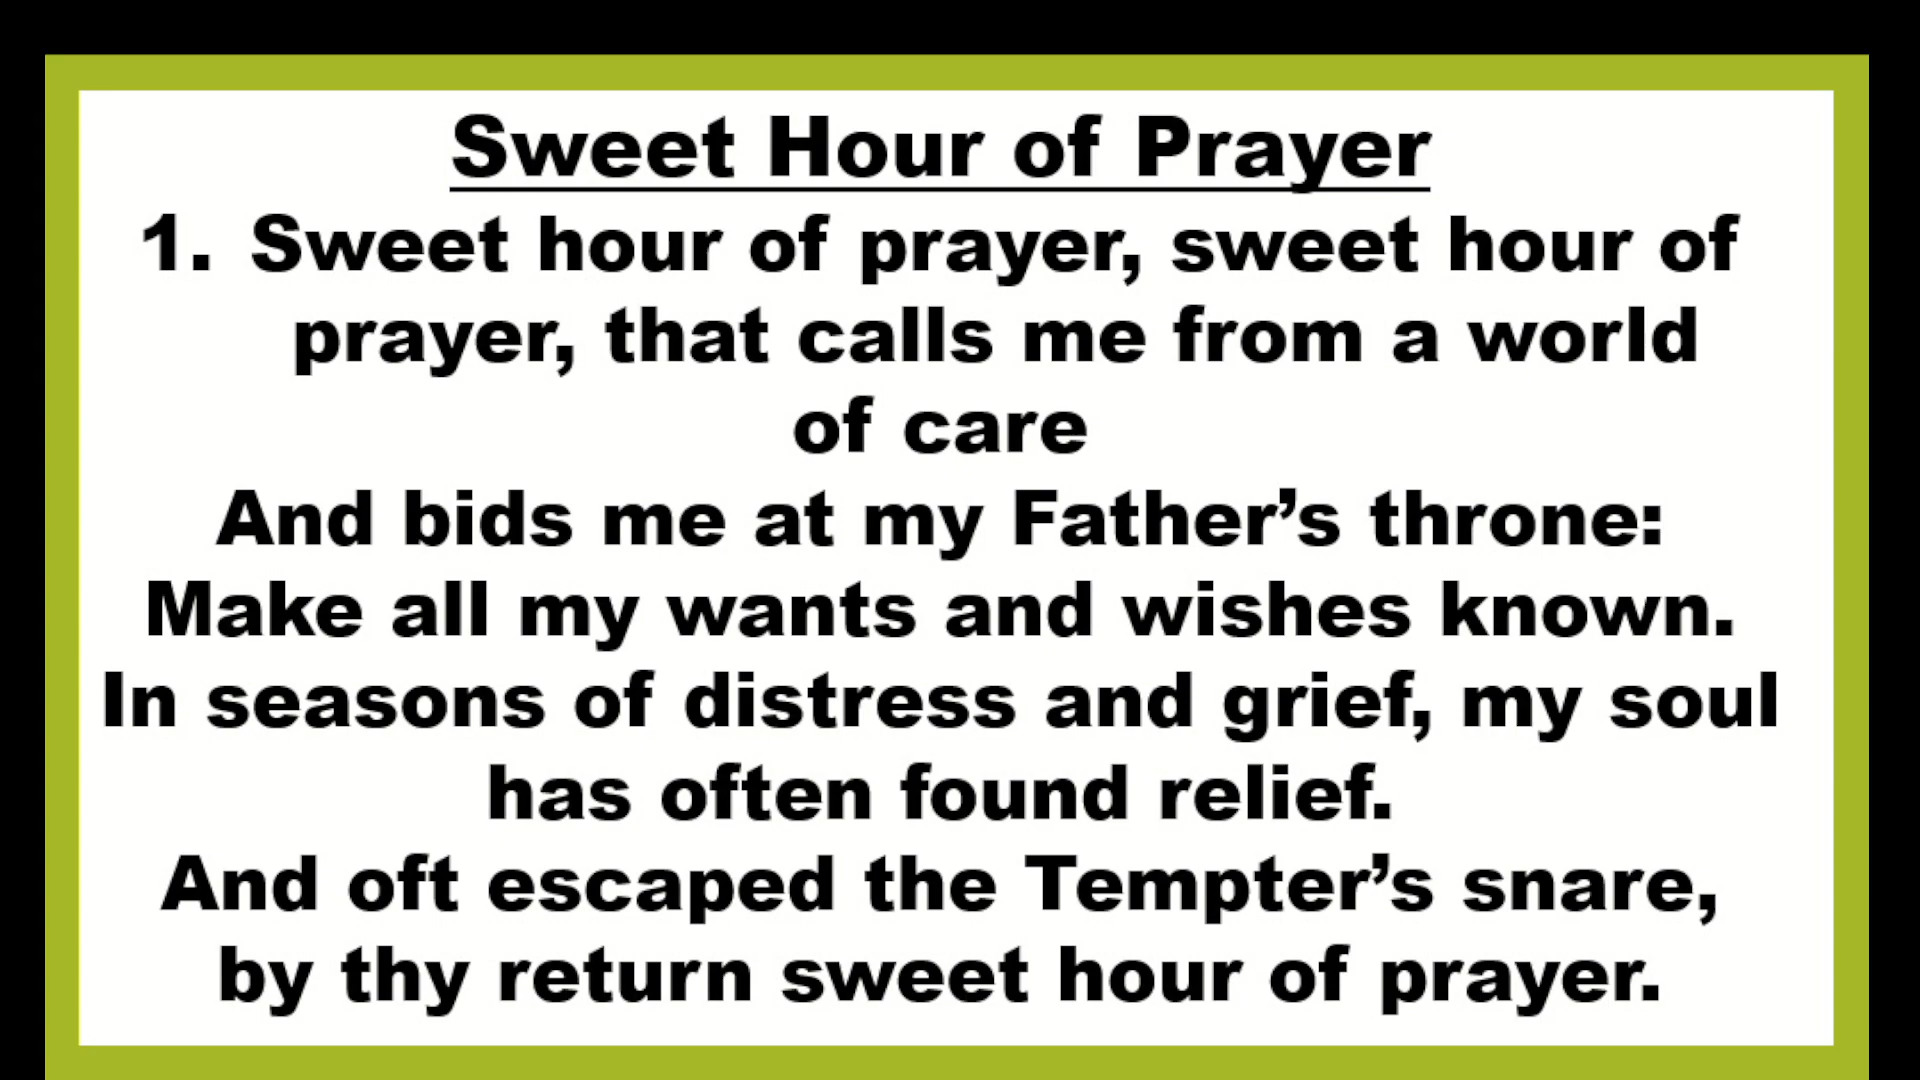 Sweet Hour of Prayer
1. Sweet hour of prayer, sweet hour of
prayer, that calls me from a world
of care
And bids me at my Father’s throne:
Make all my wants and wishes known.
In seasons of distress and grief, my soul
has often found relief.
And oft escaped the Tempter’s snare,
by thy return sweet hour of prayer.